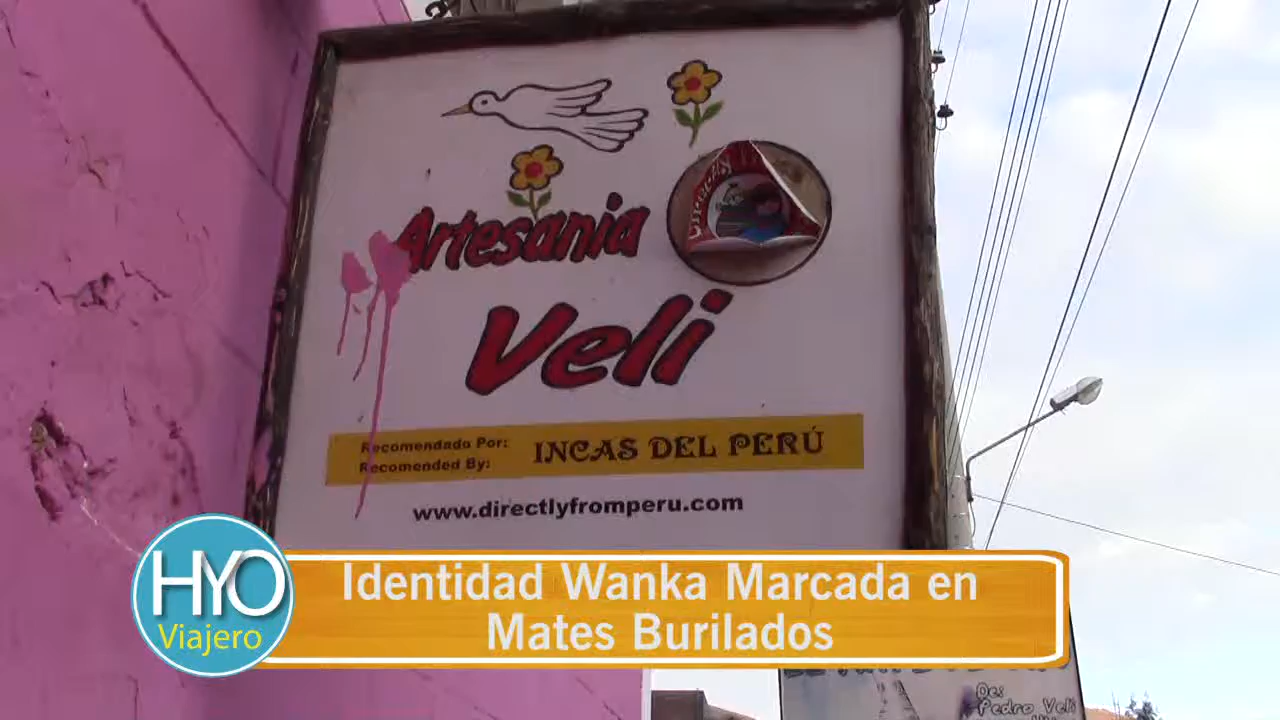 Artesania
Veli
Recomendado Por:
Recomended By:
INCAS DEL PERÚ
www.directlyfromperu.com
HYO
Viajero
Identidad Wanka Marcada en
Mates Burilados
De:
Pedro Veli